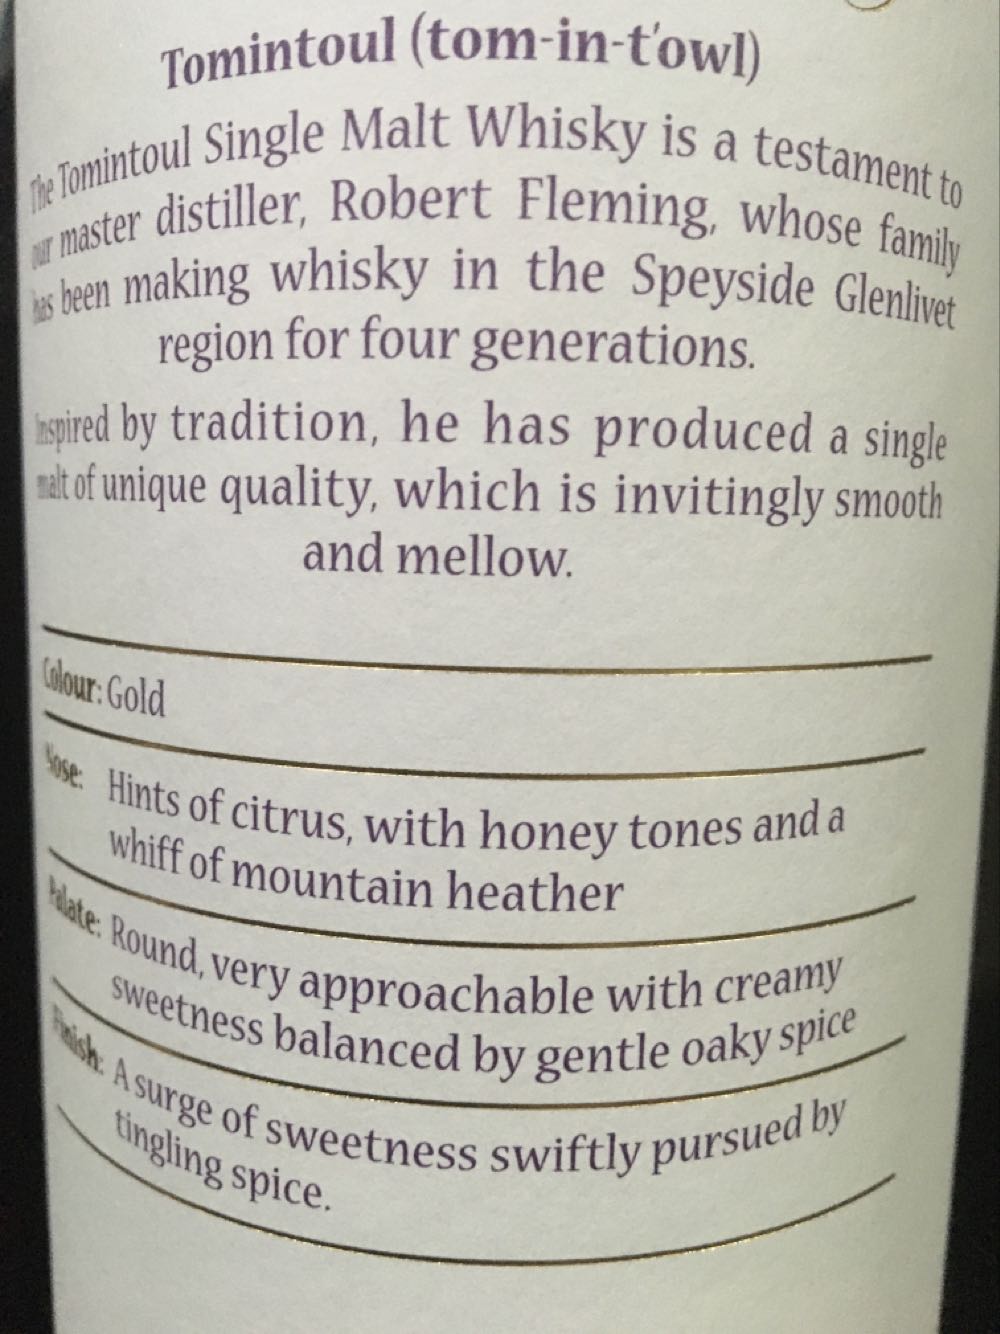 Tomintoul (tom-in-t'owl)
The Tomintoul Single Malt Whisky is a testament to
our master distiller, Robert Fleming, whose family
has been making whisky in the Speyside Glenlivet
region for four generations.
Inspired by tradition, he has produced a single
malt of unique quality, which is invitingly smooth
and mellow.
Colour: Gold
Nose: Hints of citrus, with honey tones and a
whiff of mountain heather
Palate: Round, very approachable with creamy
sweetness balanced by gentle oaky spice
Finish: A surge of sweetness swiftly pursued by
tingling spice.